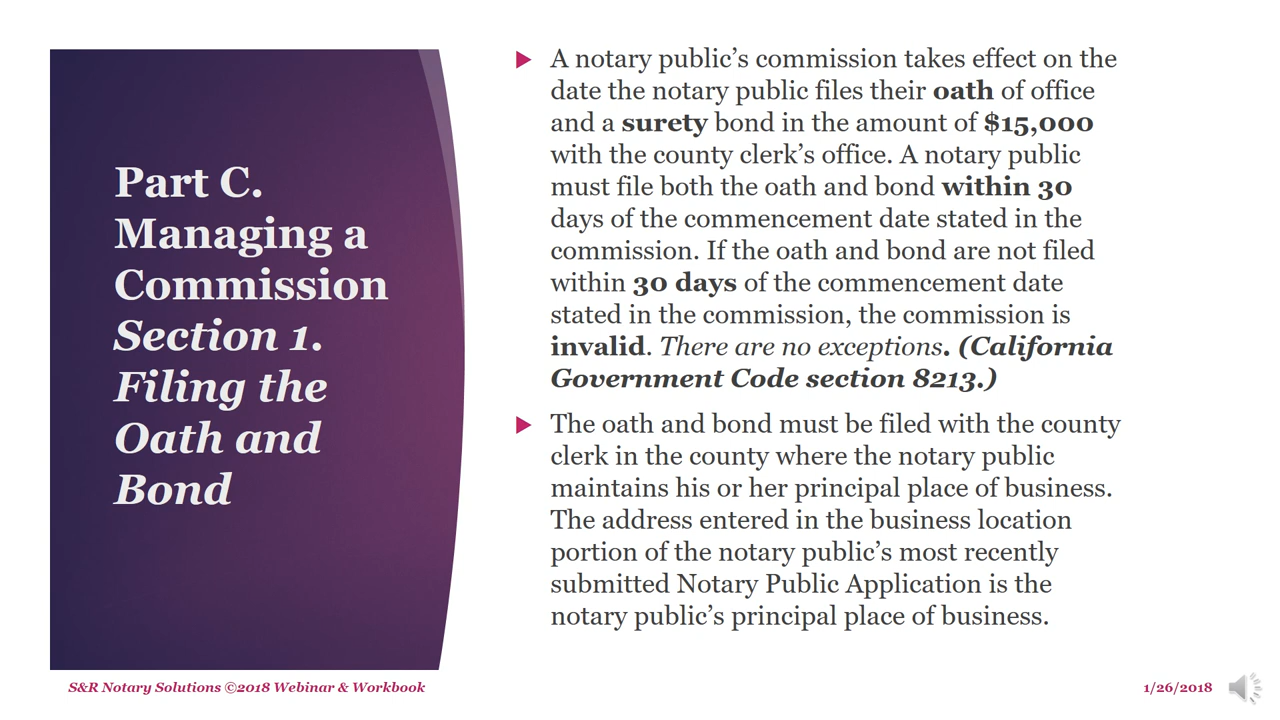 Part C.
Managing a
Commission
Section 1.
Filing the
Oath and
Bond
A notary public’s commission takes effect on the
date the notary public files their oath of office
and a surety bond in the amount of $15,000
with the county clerk’s office. A notary public
must file both the oath and bond within 30
days of the commencement date stated in the
commission. If the oath and bond are not filed
within 30 days of the commencement date
stated in the commission, the commission is
invalid. There are no exceptions. (California
Government Code section 8213.)
The oath and bond must be filed with the county
clerk in the county where the notary public
maintains his or her principal place of business.
The address entered in the business location
portion of the notary public’s most recently
submitted Notary Public Application is the
notary public’s principal place of business.
S&R Notary Solutions ©2018 Webinar & Workbook
1/26/2018